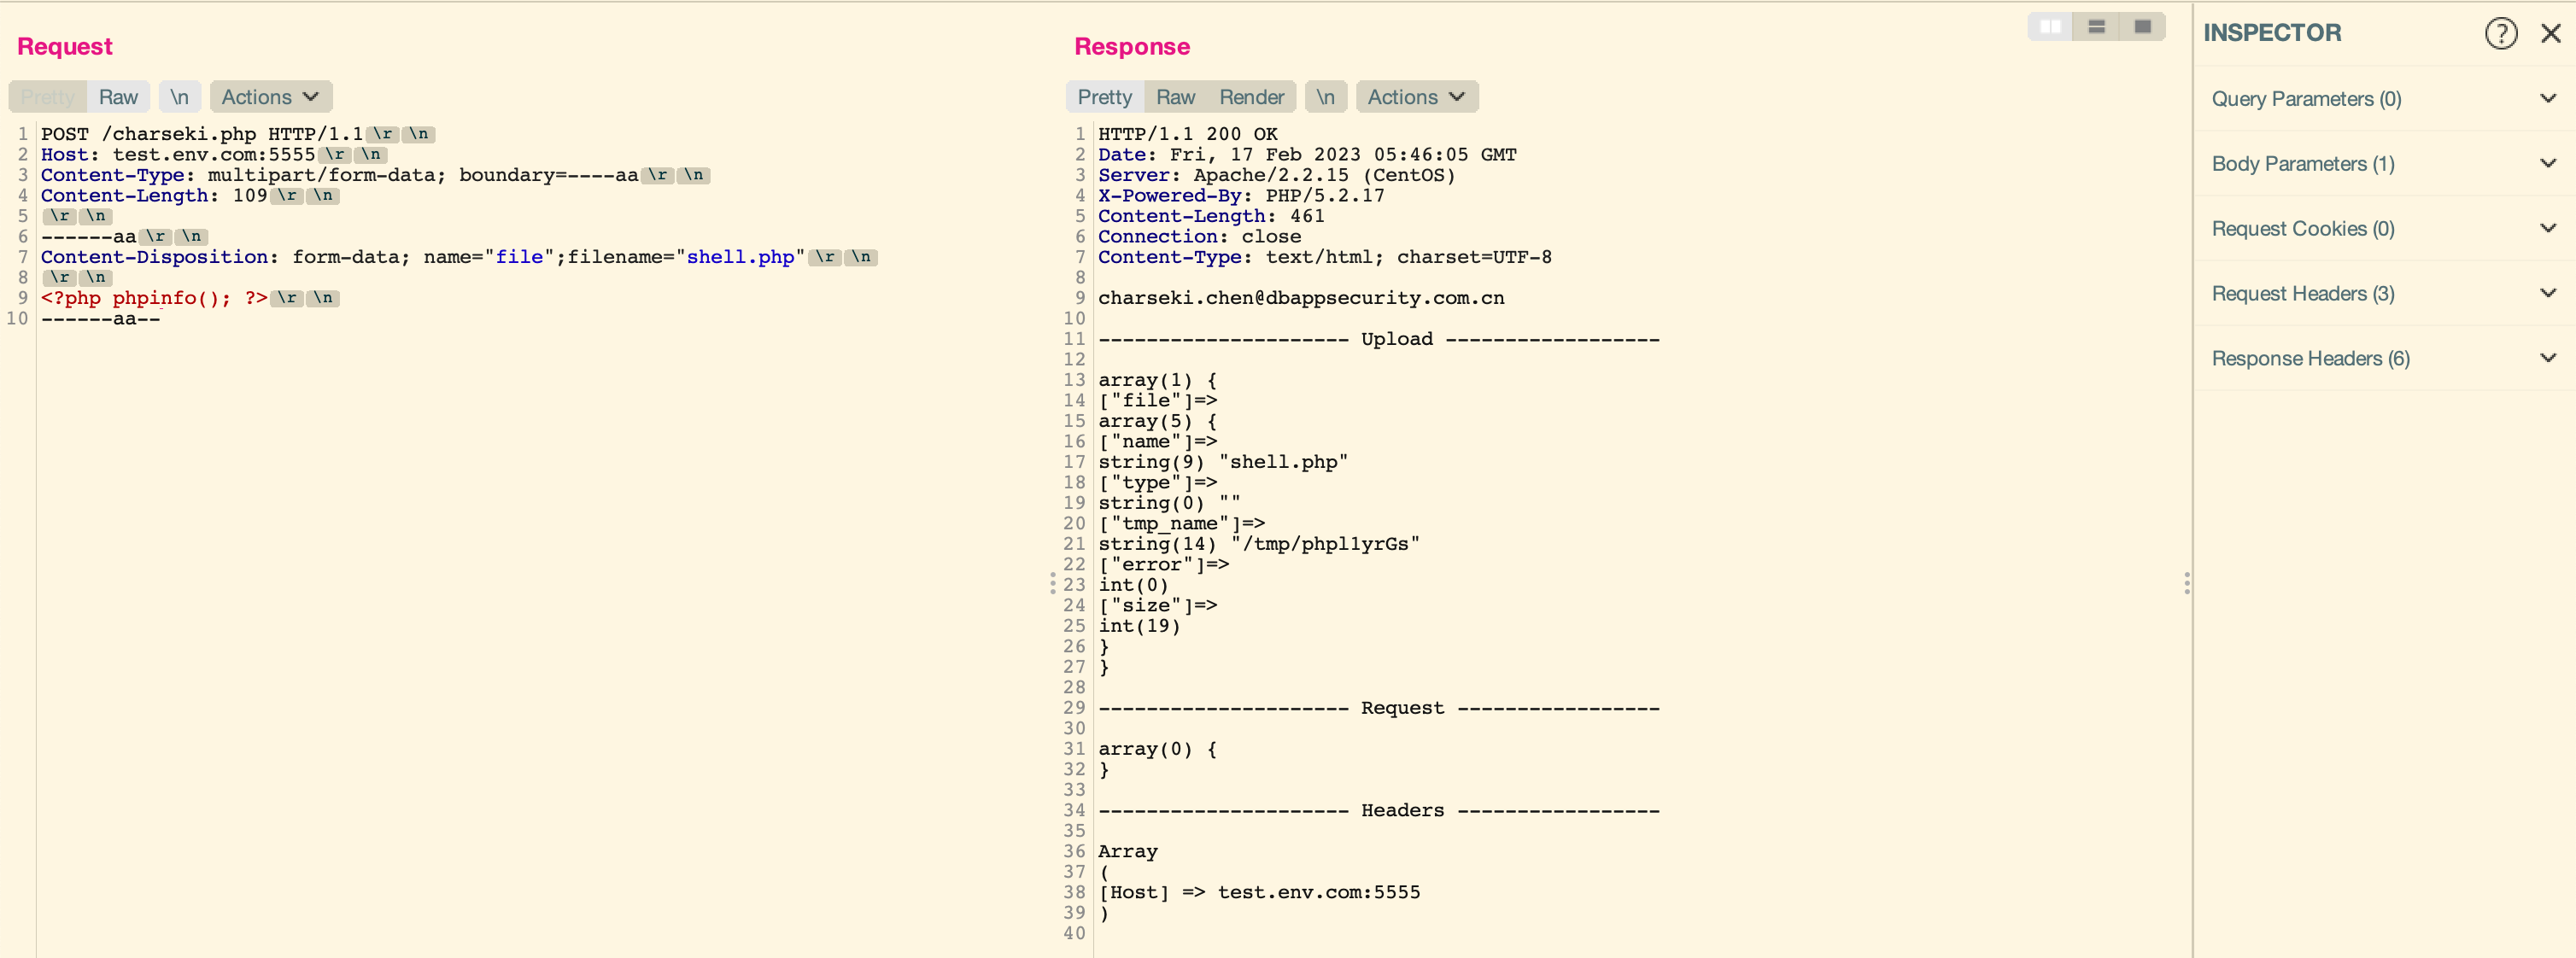 Request
Pretty Raw \n Actions
1 POST /charseki.php HTTP/1.1 \r \n
2 Host: test.env.com:5555 \r \n
3 Content-Type: multipart/form-data; boundary=----aa \r \n
4 Content-Length: 109 \r \n
5 \r \n
6 ------aa \r \n
7 Content-Disposition: form-data; name="file";filename="shell.php" \r \n
8 \r \n
9 <?php phpinfo(); ?> \r \n
10 ------aa--
Response
Pretty Raw Render \n Actions
1 HTTP/1.1 200 OK
2 Date: Fri, 17 Feb 2023 05:46:05 GMT
3 Server: Apache/2.2.15 (CentOS)
4 X-Powered-By: PHP/5.2.17
5 Content-Length: 461
6 Connection: close
7 Content-Type: text/html; charset=UTF-8
8
9 charseki.chen@dbappsecurity.com.cn
10
11 --------------------- Upload ------------------
12
13 array(1) {
14 ["file"]=>
15 array(5) {
16 ["name"]=>
17 string(9) "shell.php"
18 ["type"]=>
19 string(0) ""
20 ["tmp_name"]=>
21 string(14) "/tmp/phpl1yrGs"
22 ["error"]=>
23 int(0)
24 ["size"]=>
25 int(19)
26 }
27 }
28
29 --------------------- Request -----------------
30
31 array(0) {
32 }
33
34 --------------------- Headers -----------------
35
36 Array
37 (
38 [Host] => test.env.com:5555
39 )
40
INSPECTOR
Query Parameters (0)
Body Parameters (1)
Request Cookies (0)
Request Headers (3)
Response Headers (6)